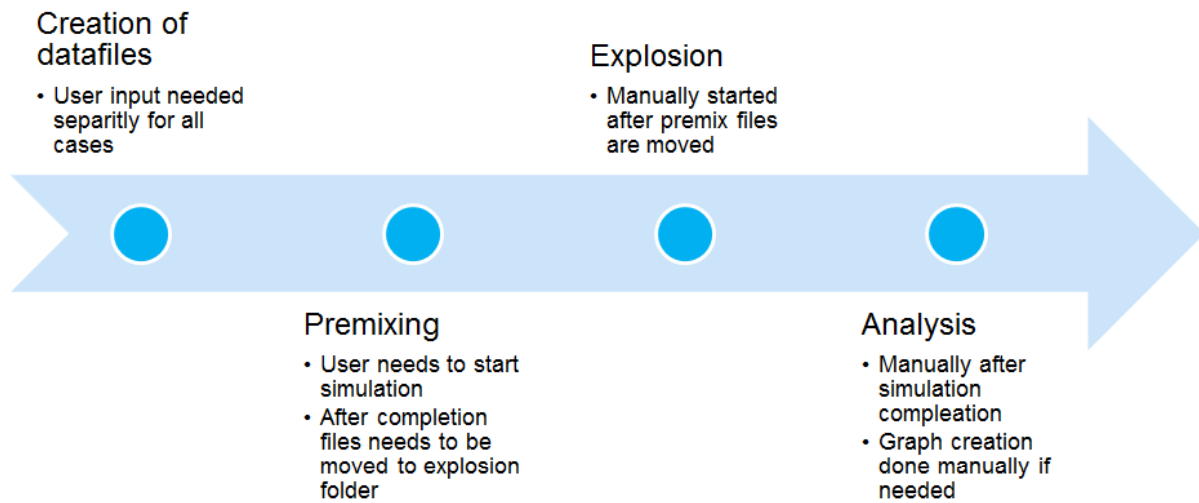 Creation of
datafiles
• User input needed
separitly for all
cases
Premixing
• User needs to start
simulation
• After completion
files needs to be
moved to explosion
folder
Explosion
• Manually started
after premix files
are moved
Analysis
• Manually after
simulation
compleation
• Graph creation
done manually if
needed